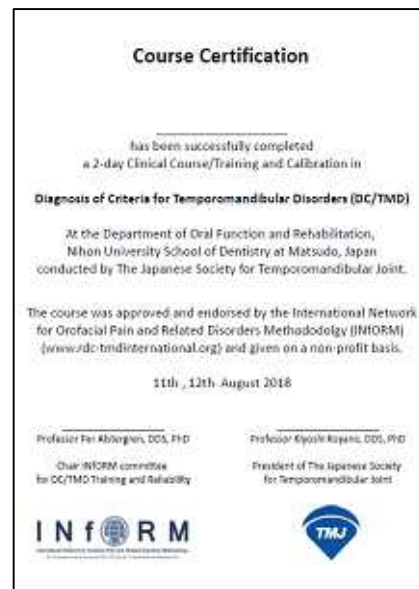 Course Certification
has been successfully completed
a 2-day Clinical Course/Training and Calibration in
Diagnosis of Criteria for Temporomandibular Disorders (DC/TMD)
At the Department of Oral Function and Rehabilitation,
Nihon University School of Dentistry at Matsudo, Japan
conducted by The Japanese Society for Temporomandibular Joint.
The course was approved and endorsed by the International Network
for Orofacial Pain and Related Disorders Methododolgy (INfORM)
(www.rdc-tmdinternational.org) and given on a non-profit basis.
11th , 12th August 2018
Professor Per DDS, PhD
Professor Kiyoshi DDS, PhD
Chair INfORM committee
for DC/TMD Training and Reliability
President of The Japanese Society
for Temporomandibular Joint
INfORM
TMJ